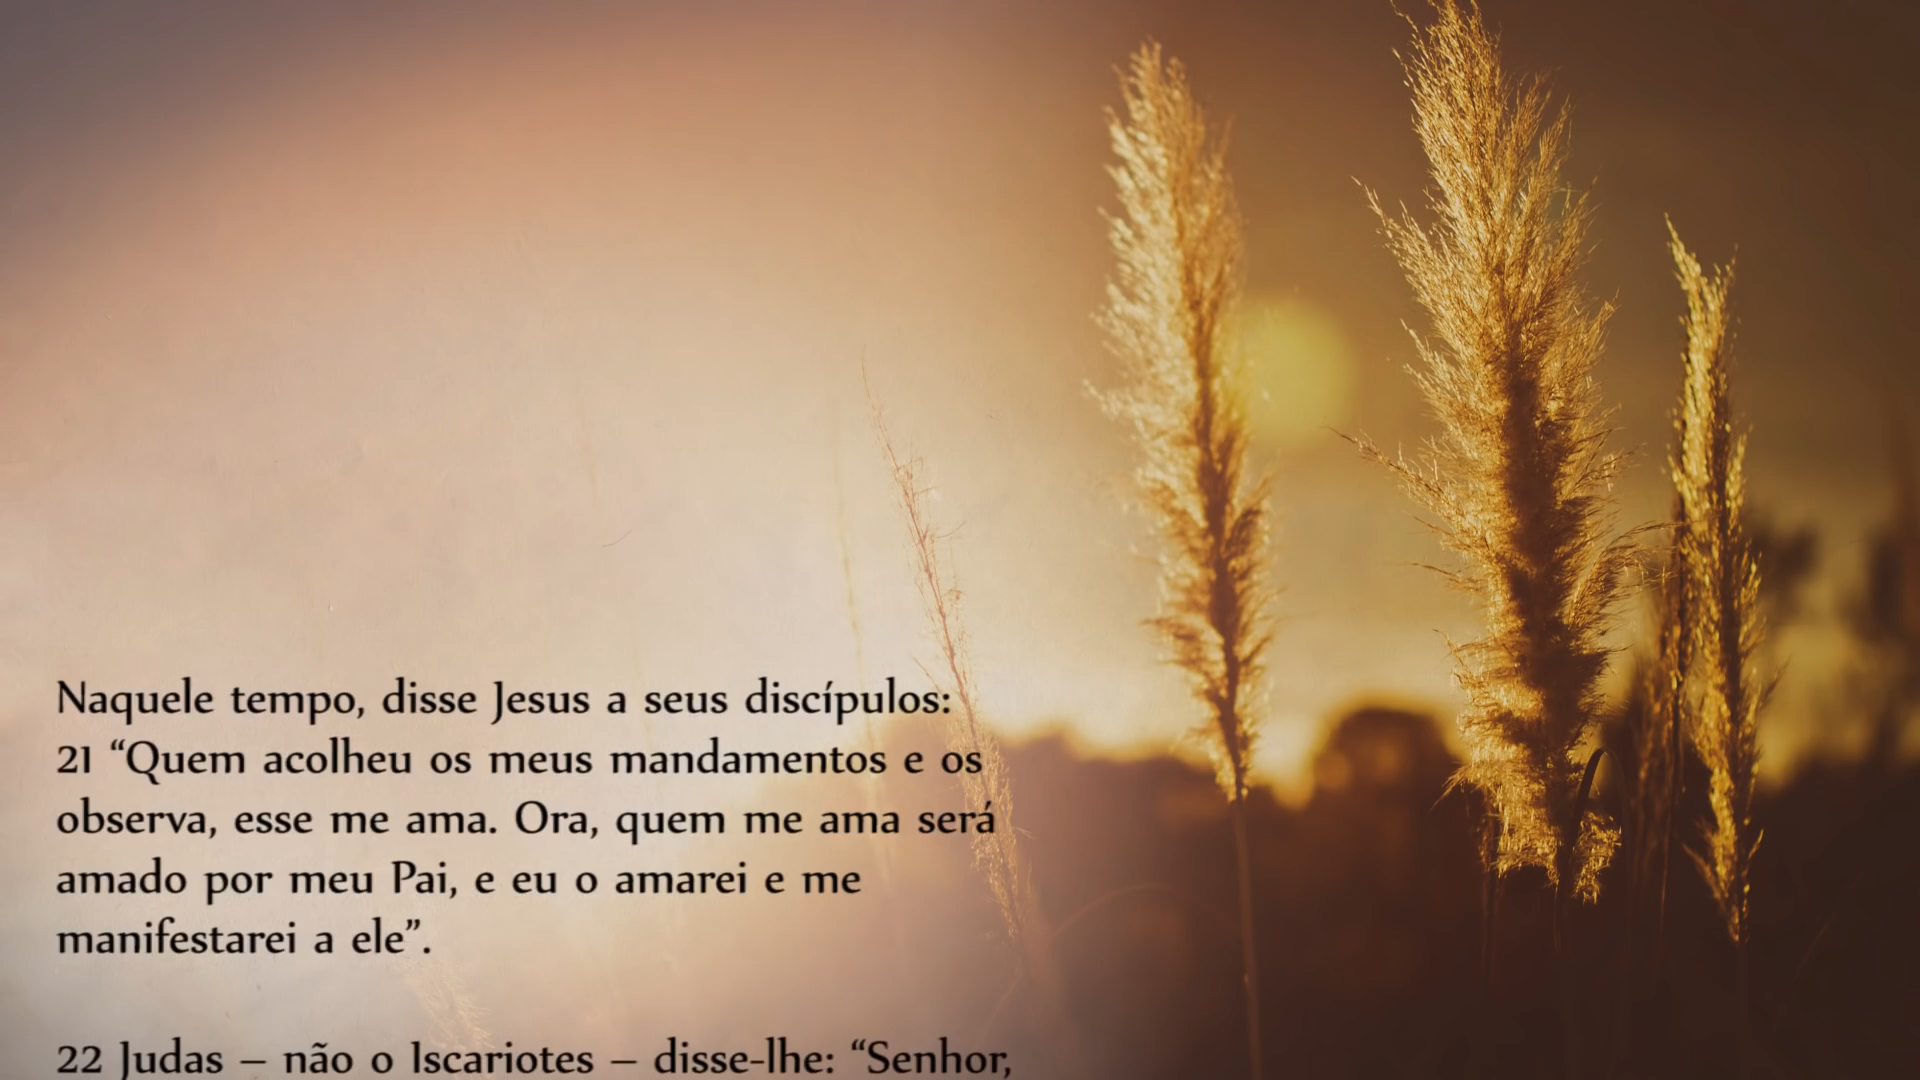 Naquele tempo, disse Jesus a seus discípulos:
21 “Quem acolheu os meus mandamentos e os
observa, esse me ama. Ora, quem me ama será
amado por meu Pai, e eu o amarei e me
manifestarei a ele”.
22 Judas – não o Iscariotes – disse-lhe: “Senhor,